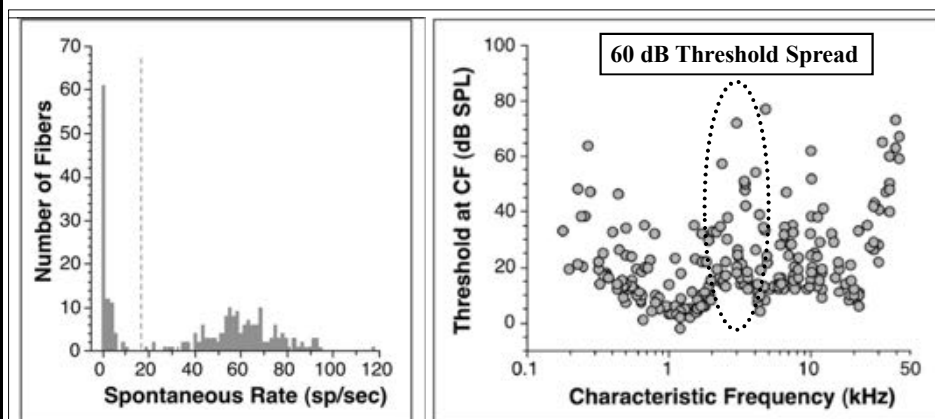 70
60
50
40
30
20
10
0
Number of Fibers
0 20 40 60 80 100 120
Spontaneous Rate (sp/sec)
60 dB Threshold Spread
100
80
60
40
20
0
Threshold at CF (dB SPL)
0.1 1 10 50
Characteristic Frequency (kHz)